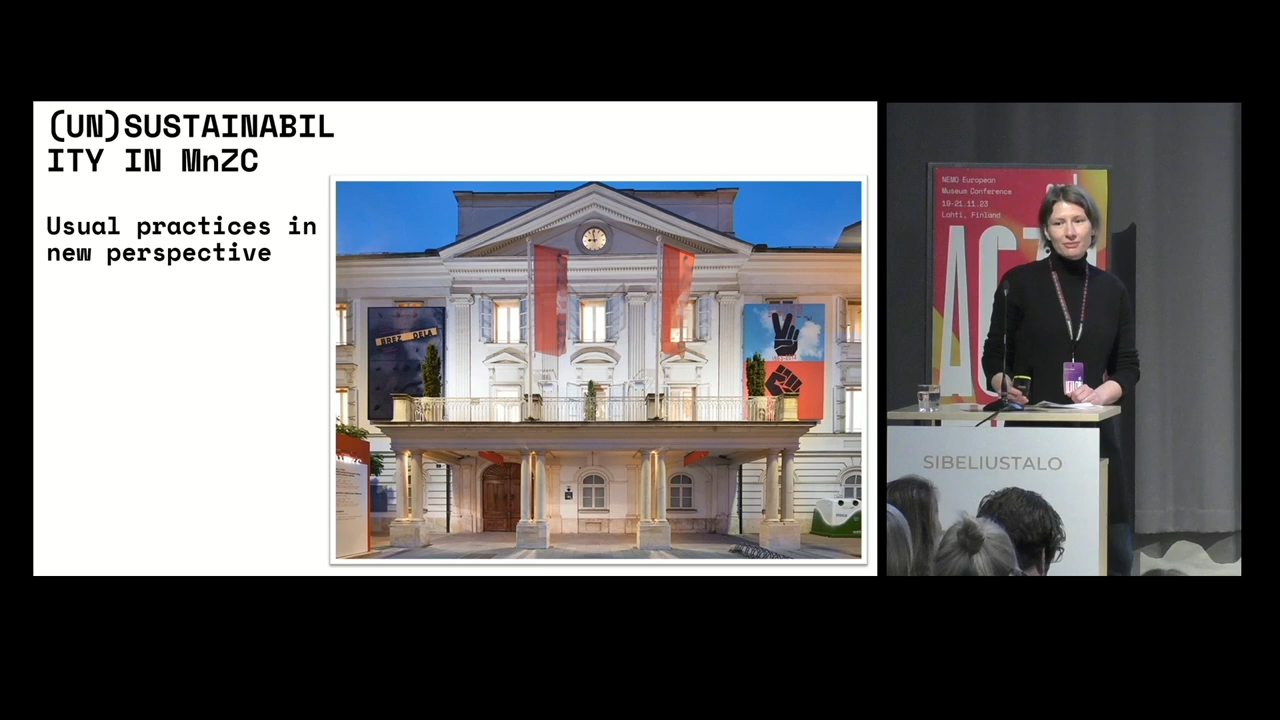 (UN)SUSTAINABIL
ITY IN MnZC
Usual practices in
new perspective
BREZ DELA
NEMO European
Museum Conference
19-21.11.23
Lahti, Finland
SIBELIUSTALO